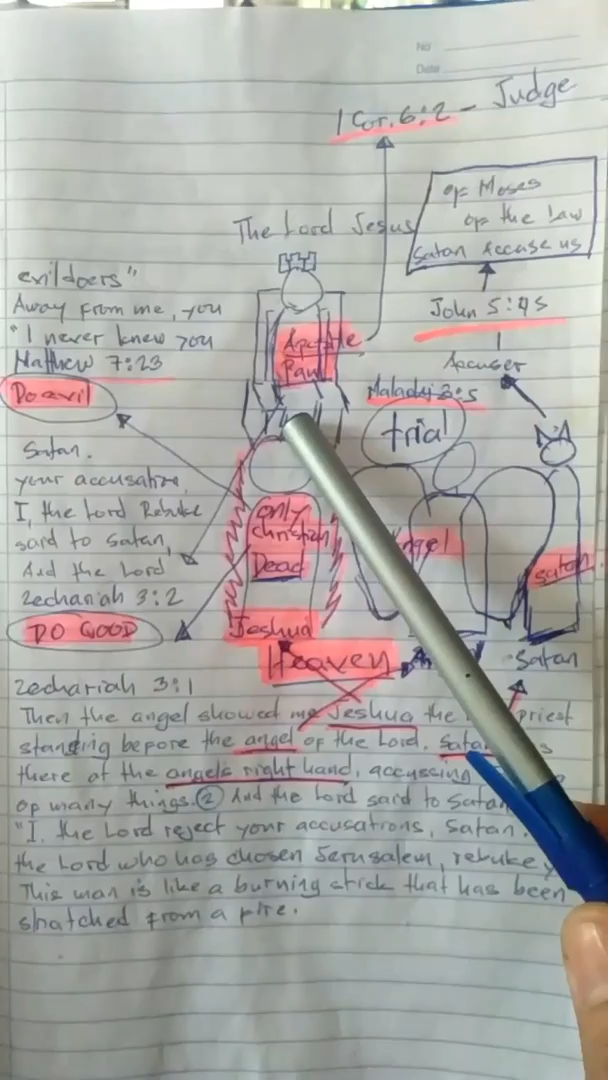 No
Date
1 Cor. 6:2 - Judge
of Moses
of the law
Satan Accuse us
The Lord Jesus
John 5:45
Accuser
evildoers"
Away from me, you
"I never knew you
Matthew 7:23
Do evil
Paul
Malachi 3:5
trial
Satan.
your accusation,
I, the Lord Rebuke
said to Satan,
And the Lord
Zechariah 3:2
DO GOOD
only
christian
Dead
Jeshua
ngel
Satan
Heaven
Satan
Zechariah 3:1
Then the angel showed me Jeshua the priest
standing before the angel of the Lord. Sata s
there at the angels right hand, accussing
of many things. ② And the Lord said to Satan
"I, the Lord reject your accusations, Satan.
the Lord who has chosen Jerusalem, rebuke y
This man is like a burning stick that has been
snatched from a fire.